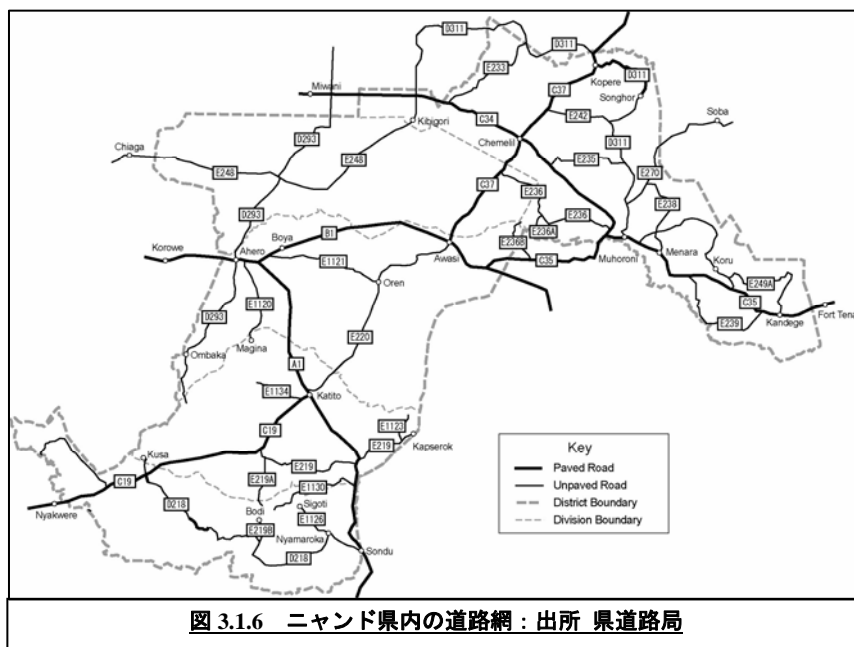 D311
D311
Kopere
D311
E233
Miwani
C37
Songhor
Soba
C34
E242
Kibigori
D311
D293
Chemelil
Chiaga
E248
E235
E270
E248
C37
E236
E238
D293
E236
E236A
B1
Boya
E236B
Korowe
Ahero
Awasi
Muhoroni
Menara
E1121
C35
Koru
Oren
E249A
E1120
C35
Fort Tena
D293
E239
Kandege
E220
Magina
Ombaka
A1
E1134
Katito
E1123
C19
Kapserok
E219
Kusa
E219
C19
E219A
E1130
Nyakwere
D218
Sigoti
Bodi
E1126
E219B
Nyamaroka
D218
Sondu
Key
Paved Road
Unpaved Road
District Boundary
Division Boundary
図 3.1.6 ニャンド県内の道路網：出所 県道路局